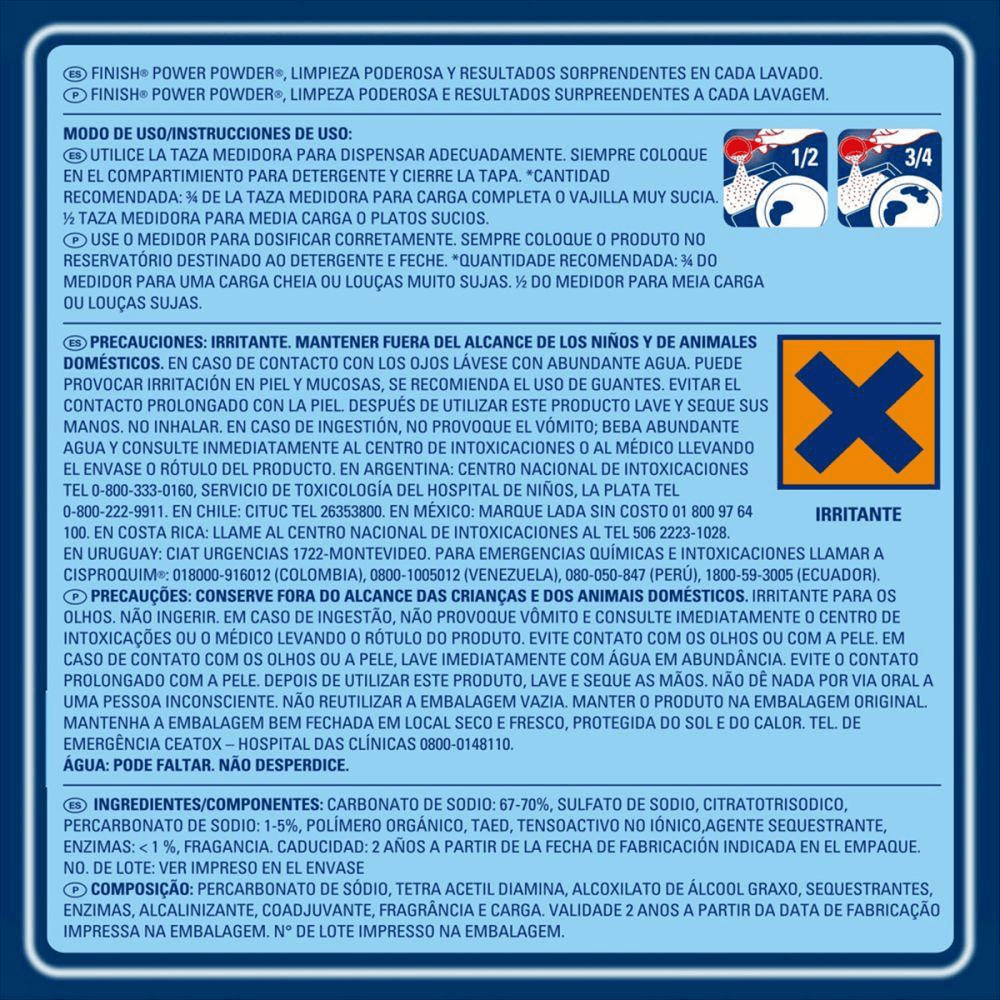 ES FINISH® POWER POWDER®, LIMPIEZA PODEROSA Y RESULTADOS SORPRENDENTES EN CADA LAVADO.
P FINISH® POWER POWDER®, LIMPEZA PODEROSA E RESULTADOS SURPREENDENTES A CADA LAVAGEM.
MODO DE USO/INSTRUCCIONES DE USO:
ES UTILICE LA TAZA MEDIDORA PARA DISPENSAR ADECUADAMENTE. SIEMPRE COLOQUE
EN EL COMPARTIMIENTO PARA DETERGENTE Y CIERRE LA TAPA. *CANTIDAD
RECOMENDADA: ¾ DE LA TAZA MEDIDORA PARA CARGA COMPLETA O VAJILLA MUY SUCIA.
½ TAZA MEDIDORA PARA MEDIA CARGA O PLATOS SUCIOS.
P USE O MEDIDOR PARA DOSIFICAR CORRETAMENTE. SEMPRE COLOQUE O PRODUTO NO
RESERVATÓRIO DESTINADO AO DETERGENTE E FECHE. *QUANTIDADE RECOMENDADA: ¾ DO
MEDIDOR PARA UMA CARGA CHEIA OU LOUÇAS MUITO SUJAS. ½ DO MEDIDOR PARA MEIA CARGA
OU LOUÇAS SUJAS.
1/2
3/4
ES PRECAUCIONES: IRRITANTE. MANTENER FUERA DEL ALCANCE DE LOS NIÑOS Y DE ANIMALES
DOMÉSTICOS. EN CASO DE CONTACTO CON LOS OJOS LÁVESE CON ABUNDANTE AGUA. PUEDE
PROVOCAR IRRITACIÓN EN PIEL Y MUCOSAS, SE RECOMIENDA EL USO DE GUANTES. EVITAR EL
CONTACTO PROLONGADO CON LA PIEL. DESPUÉS DE UTILIZAR ESTE PRODUCTO LAVE Y SEQUE SUS
MANOS. NO INHALAR. EN CASO DE INGESTIÓN, NO PROVOQUE EL VÓMITO; BEBA ABUNDANTE
AGUA Y CONSULTE INMEDIATAMENTE AL CENTRO DE INTOXICACIONES O AL MÉDICO LLEVANDO
EL ENVASE O RÓTULO DEL PRODUCTO. EN ARGENTINA: CENTRO NACIONAL DE INTOXICACIONES
TEL 0-800-333-0160, SERVICIO DE TOXICOLOGÍA DEL HOSPITAL DE NIÑOS, LA PLATA TEL
0-800-222-9911. EN CHILE: CITUC TEL 26353800. EN MÉXICO: MARQUE LADA SIN COSTO 01 800 97 64
100. EN COSTA RICA: LLAME AL CENTRO NACIONAL DE INTOXICACIONES AL TEL 506 2223-1028.
EN URUGUAY: CIAT URGENCIAS 1722-MONTEVIDEO. PARA EMERGENCIAS QUÍMICAS E INTOXICACIONES LLAMAR A
CISPROQUIM®: 018000-916012 (COLOMBIA), 0800-1005012 (VENEZUELA), 080-050-847 (PERÚ), 1800-59-3005 (ECUADOR).
IRRITANTE
P PRECAUÇÕES: CONSERVE FORA DO ALCANCE DAS CRIANÇAS E DOS ANIMAIS DOMÉSTICOS. IRRITANTE PARA OS
OLHOS. NÃO INGERIR. EM CASO DE INGESTÃO, NÃO PROVOQUE VÔMITO E CONSULTE IMEDIATAMENTE O CENTRO DE
INTOXICAÇÕES OU O MÉDICO LEVANDO O RÓTULO DO PRODUTO. EVITE CONTATO COM OS OLHOS OU COM A PELE. EM
CASO DE CONTATO COM OS OLHOS OU A PELE, LAVE IMEDIATAMENTE COM ÁGUA EM ABUNDÂNCIA. EVITE O CONTATO
PROLONGADO COM A PELE. DEPOIS DE UTILIZAR ESTE PRODUTO, LAVE E SEQUE AS MÃOS. NÃO DÊ NADA POR VIA ORAL A
UMA PESSOA INCONSCIENTE. NÃO REUTILIZAR A EMBALAGEM VAZIA. MANTER O PRODUTO NA EMBALAGEM ORIGINAL.
MANTENHA A EMBALAGEM BEM FECHADA EM LOCAL SECO E FRESCO, PROTEGIDA DO SOL E DO CALOR. TEL. DE
EMERGÊNCIA CEATOX – HOSPITAL DAS CLÍNICAS 0800-0148110.
ÁGUA: PODE FALTAR. NÃO DESPERDICE.
ES INGREDIENTES/COMPONENTES: CARBONATO DE SODIO: 67-70%, SULFATO DE SODIO, CITRATOTRISODICO,
PERCARBONATO DE SODIO: 1-5%, POLÍMERO ORGÁNICO, TAED, TENSOACTIVO NO IÓNICO,AGENTE SEQUESTRANTE,
ENZIMAS: < 1 %, FRAGANCIA. CADUCIDAD: 2 AÑOS A PARTIR DE LA FECHA DE FABRICACIÓN INDICADA EN EL EMPAQUE.
NO. DE LOTE: VER IMPRESO EN EL ENVASE
P COMPOSIÇÃO: PERCARBONATO DE SÓDIO, TETRA ACETIL DIAMINA, ALCOXILATO DE ÁLCOOL GRAXO, SEQUESTRANTES,
ENZIMAS, ALCALINIZANTE, COADJUVANTE, FRAGRÂNCIA E CARGA. VALIDADE 2 ANOS A PARTIR DA DATA DE FABRICAÇÃO
IMPRESSA NA EMBALAGEM. N° DE LOTE IMPRESSO NA EMBALAGEM.